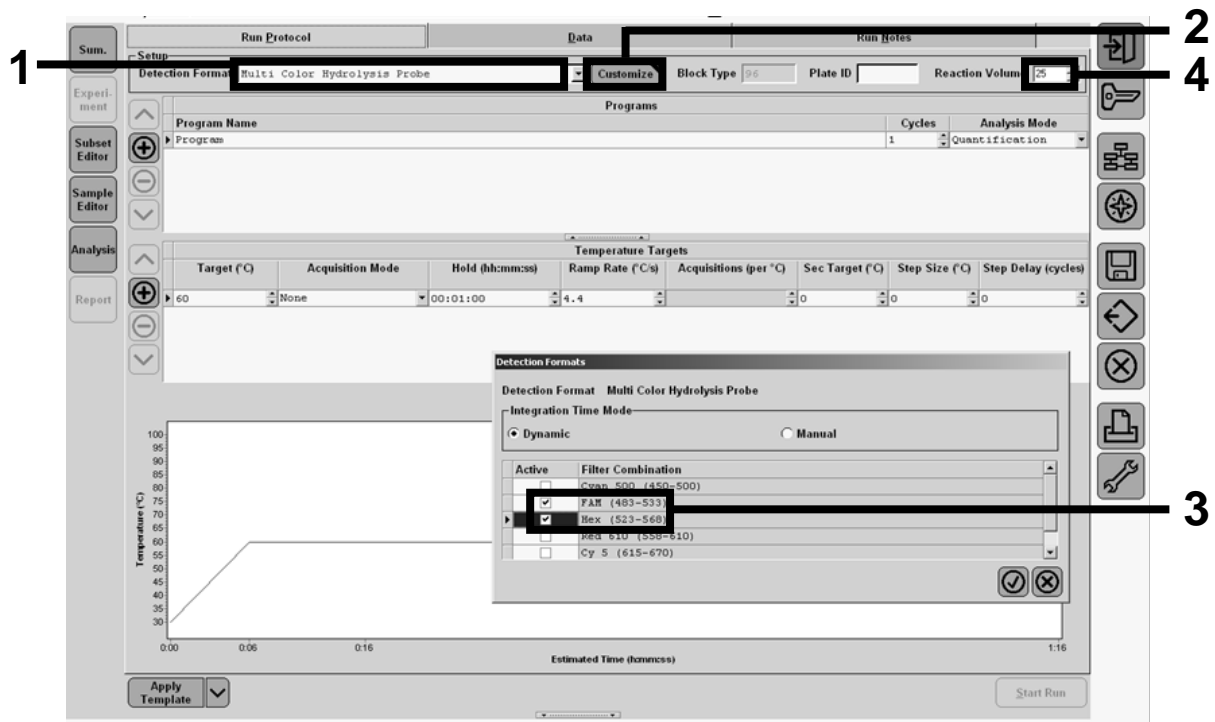 2
1
4
3
Sum.
Experi-
ment
Subset
Editor
Sample
Editor
Analysis
Report
Run Protocol
Data
Run Notes
Setup
Detection Format
Multi Color Hydrolysis Probe
Customize
Block Type 96
Plate ID
Reaction Volume 25
Programs
Program Name Cycles Analysis Mode
Program 1 Quantification
Temperature Targets
Target (°C) Acquisition Mode Hold (hh:mm:ss) Ramp Rate (°C/s) Acquisitions (per °C) Sec Target (°C) Step Size (°C) Step Delay (cycles)
60 None 00:01:00 4.4 0 0 0
Detection Formats
Detection Format Multi Color Hydrolysis Probe
Integration Time Mode
Dynamic
Manual
Active Filter Combination
Cyan 500 (450-500)
FAM (483-533)
Hex (523-568)
Red 610 (558-610)
Cy 5 (615-670)
Temperature (°C)
100
95
90
85
80
75
70
65
60
55
50
45
40
35
30
0:00 0:06 0:16 1:16
Estimated Time (h:mm:ss)
Apply
Template
Start Run